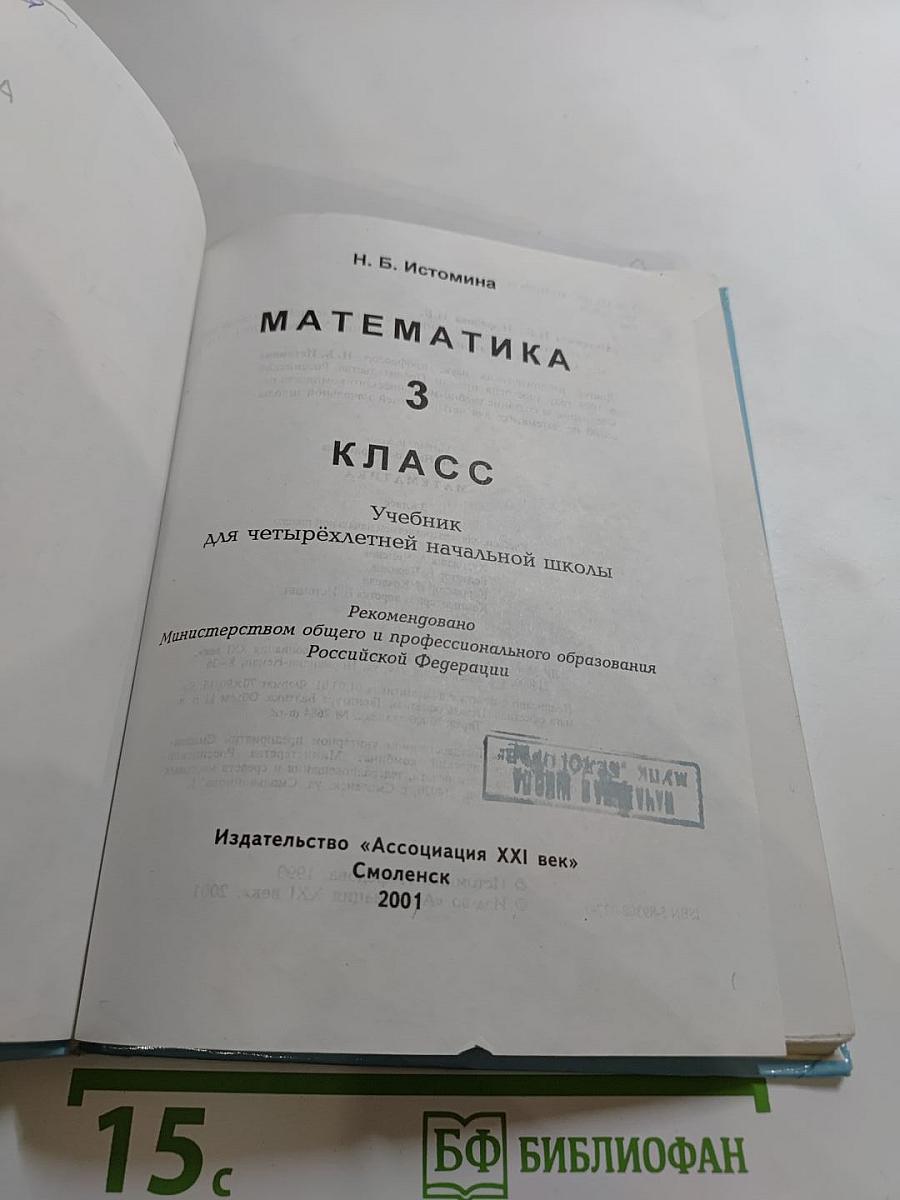 Н. Б. Истомина
МАТЕМАТИКА
3
КЛАСС
Учебник
для четырёхлетней начальной школы
Рекомендовано
Министерством общего и профессионального образования
Российской Федерации
Издательство «Ассоциация XXI век»
Смоленск
2001
15 с
БФ БИБЛИОФАН